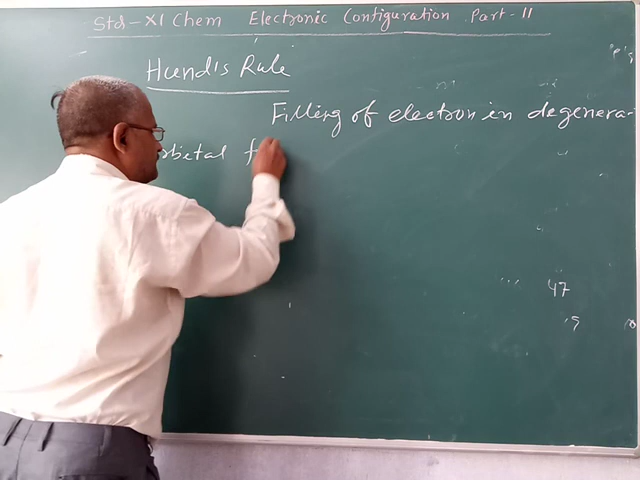 Std - XI Chem Electronic Configuration Part - II
Hund's Rule
Filling of electron in degenera-
orbital f
47